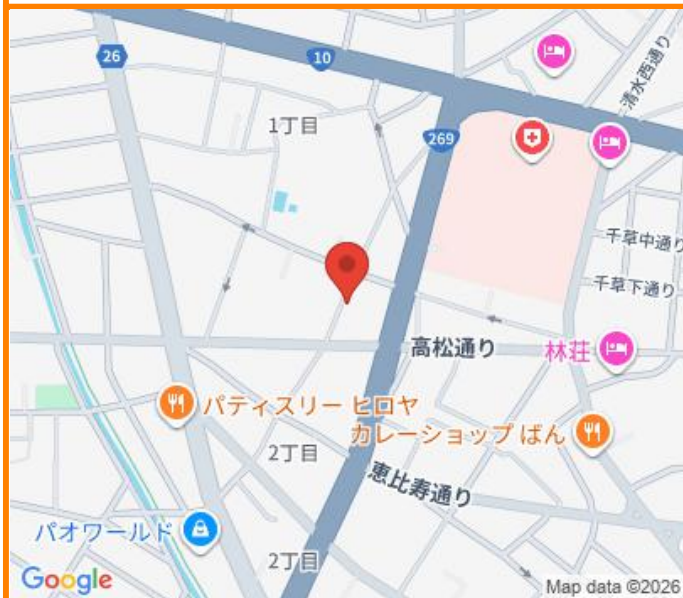 26
10
1丁目
269
清水西通り
千草中通り
千草下通り
高松通り
林荘
パティスリー ヒロヤ
カレーショップ ばん
2丁目
恵比寿通り
パオワールド
2丁目
Google
Map data ©2026